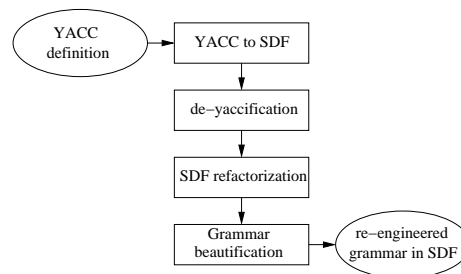 YACC
definition
YACC to SDF
de−yaccification
SDF refactorization
Grammar
beautification
re−engineered
grammar in SDF